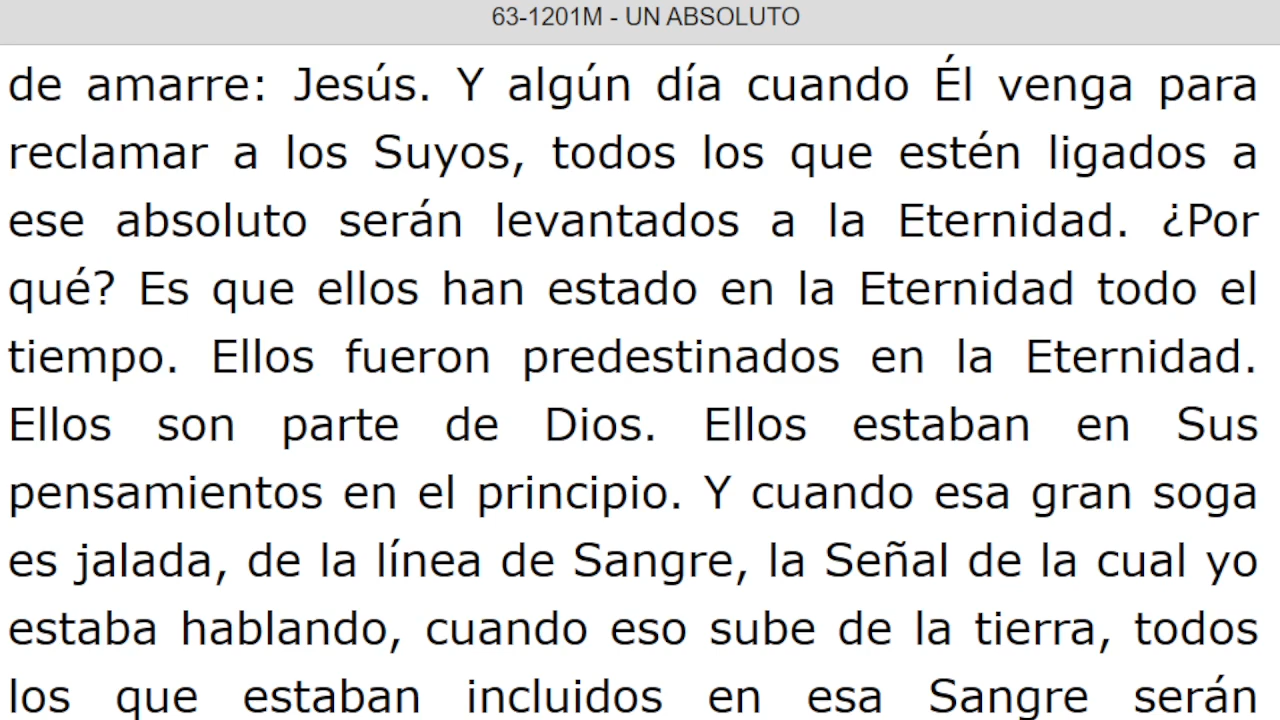 63-1201M - UN ABSOLUTO
de amarre: Jesús. Y algún día cuando Él venga para
reclamar a los Suyos, todos los que estén ligados a
ese absoluto serán levantados a la Eternidad. ¿Por
qué? Es que ellos han estado en la Eternidad todo el
tiempo. Ellos fueron predestinados en la Eternidad.
Ellos son parte de Dios. Ellos estaban en Sus
pensamientos en el principio. Y cuando esa gran soga
es jalada, de la línea de Sangre, la Señal de la cual yo
estaba hablando, cuando eso sube de la tierra, todos
los que estaban incluidos en esa Sangre serán